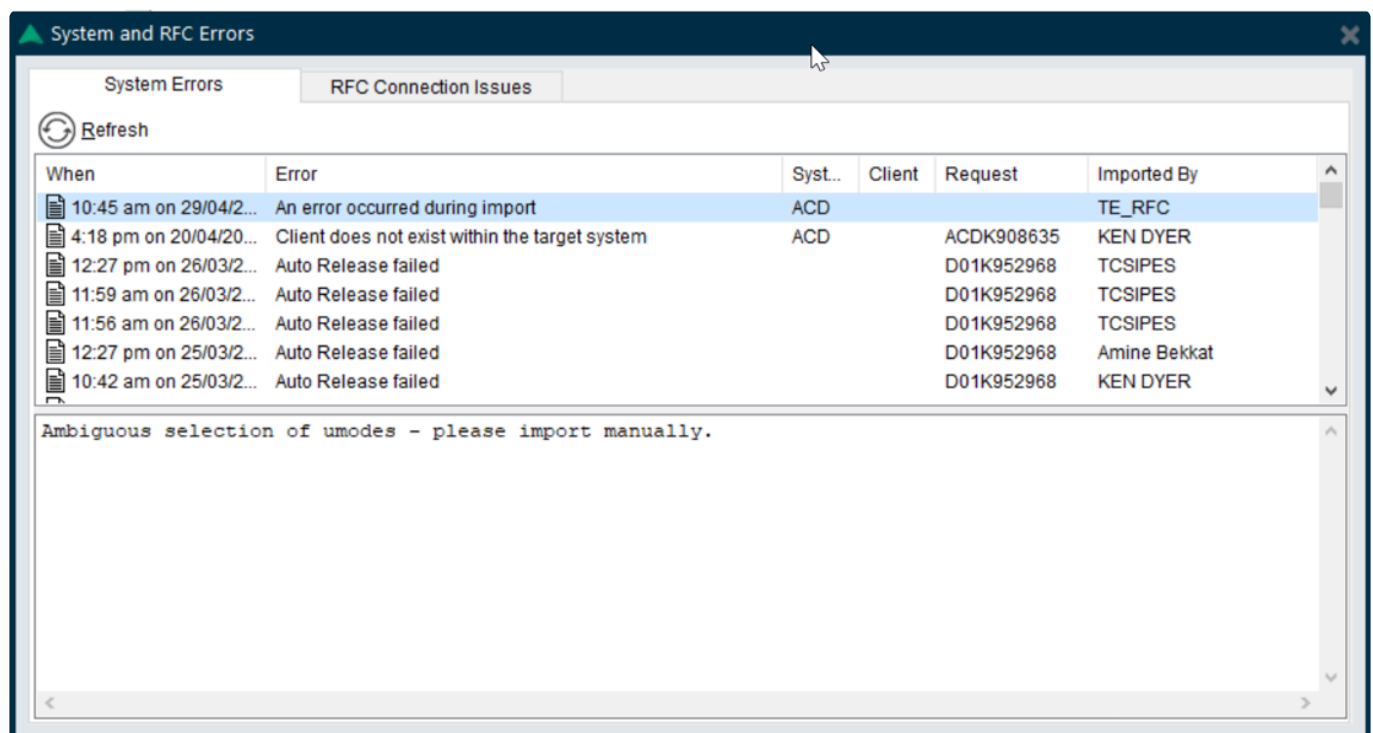 System and RFC Errors
System Errors RFC Connection Issues
Refresh
When Error Syst... Client Request Imported By
10:45 am on 29/04/2... An error occurred during import ACD TE_RFC
4:18 pm on 20/04/20... Client does not exist within the target system ACD ACDK908635 KEN DYER
12:27 pm on 26/03/2... Auto Release failed D01K952968 TCSIPES
11:59 am on 26/03/2... Auto Release failed D01K952968 TCSIPES
11:56 am on 26/03/2... Auto Release failed D01K952968 TCSIPES
12:27 pm on 25/03/2... Auto Release failed D01K952968 Amine Bekkat
10:42 am on 25/03/2... Auto Release failed D01K952968 KEN DYER
Ambiguous selection of umodes - please import manually.